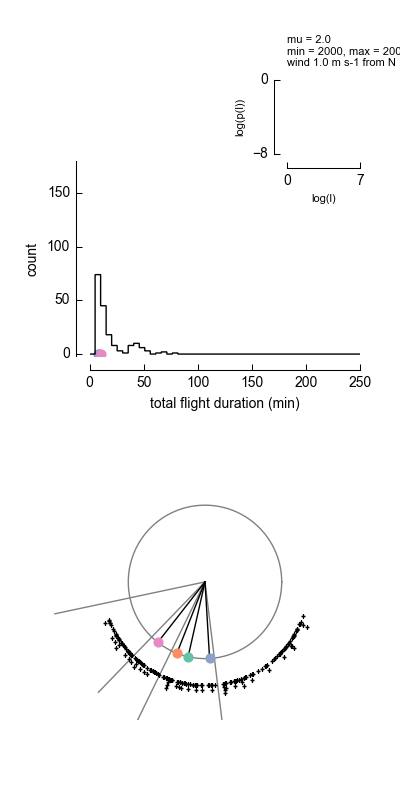 mu = 2.0
min = 2000, max = 200
wind 1.0 m s-1 from N
0
log(p(l))
−8
0 7
log(l)
150
100
50
0
count
0 50 100 150 200 250
total flight duration (min)